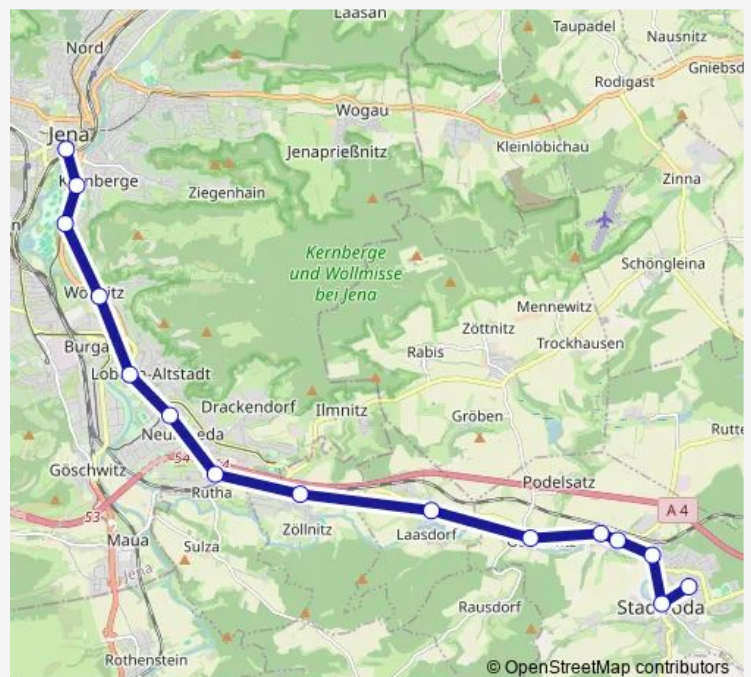 Laasan
Nord
Taupadel
Nausnitz
Rodigast
Wogau
Jena
Kleinlöbichau
Jenaprießnitz
Zinna
Ziegenhain
Kernberge
und Wöllmisse
bei Jena
Schöngleina
Mennewitz
Zöttnitz
Trockhausen
Burga
Rabis
Drackendorf
Ilmnitz
Gröben
Göschwitz
54
Podelsatz
53
Rutha
A 4
Zöllnitz
Laasdorf
Maua
Sulza
Jena
Rausdorf
Rothenstein
© OpenStreetMap contributors